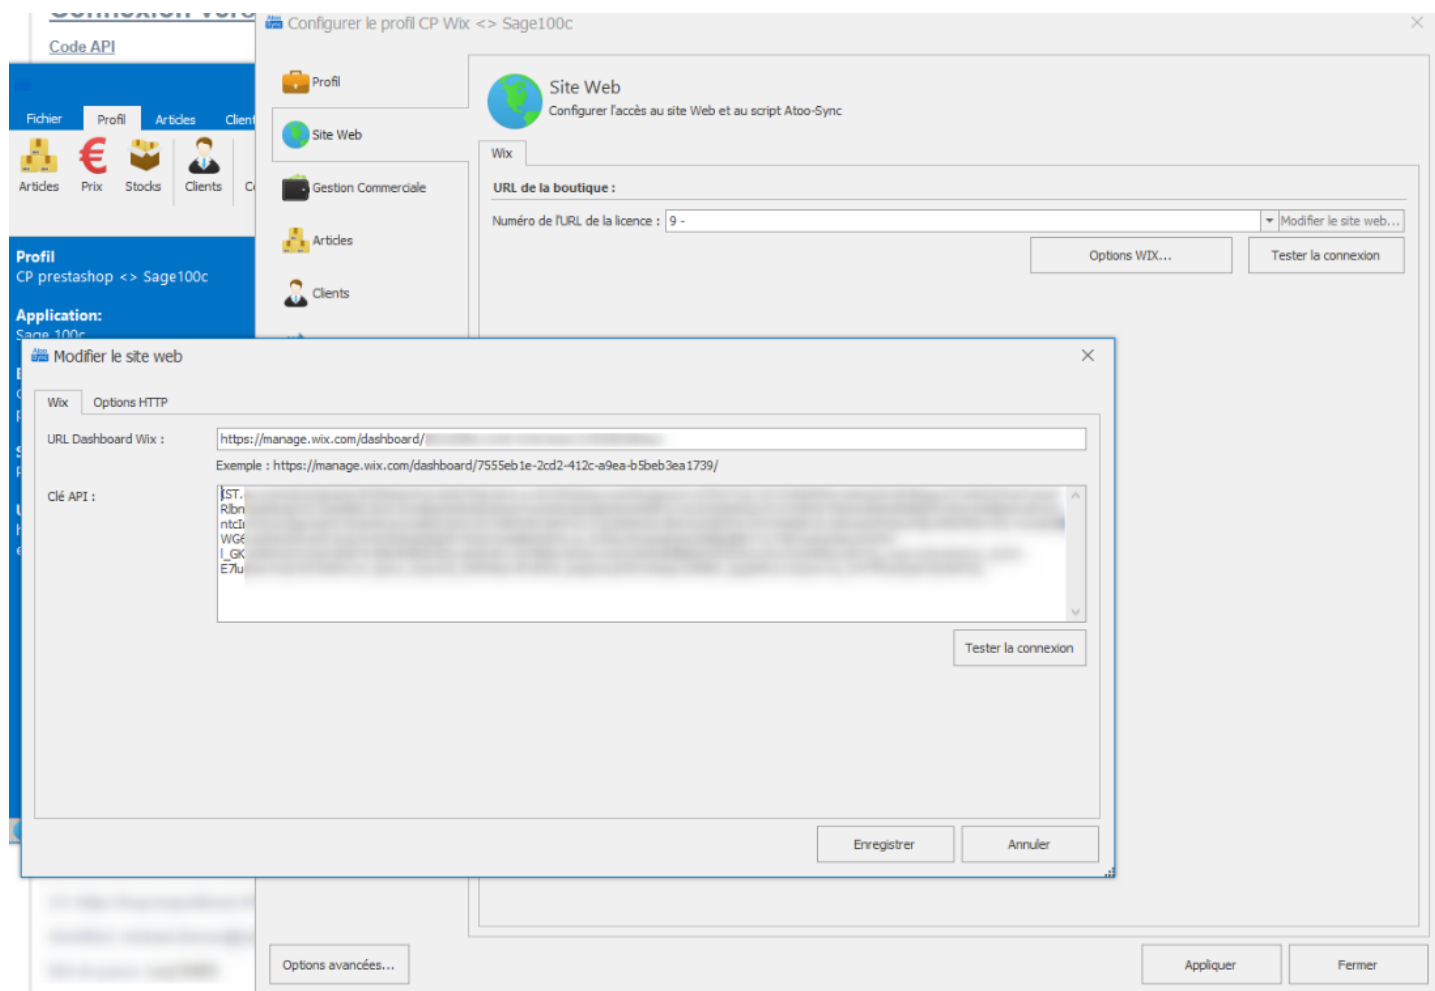 Code API
Configurer le profil CP Wix <> Sage100c
Fichier
Profil
Articles
Articles
Prix
Stocks
Clients
Profil
CP prestashop <> Sage100c
Application:
Sage 100c
Profil
Site Web
Gestion Commerciale
Articles
Clients
Site Web
Configurer l'accès au site Web et au script Atoo-Sync
Wix
URL de la boutique :
Numéro de l'URL de la licence : 9 -
Modifier le site web...
Options WIX...
Tester la connexion
Modifier le site web
Wix
Options HTTP
URL Dashboard Wix : https://manage.wix.com/dashboard/
Exemple : https://manage.wix.com/dashboard/7555eb1e-2cd2-412c-a9ea-b5beb3ea1739/
Clé API :
Tester la connexion
Enregistrer
Annuler
Options avancées...
Appliquer
Fermer